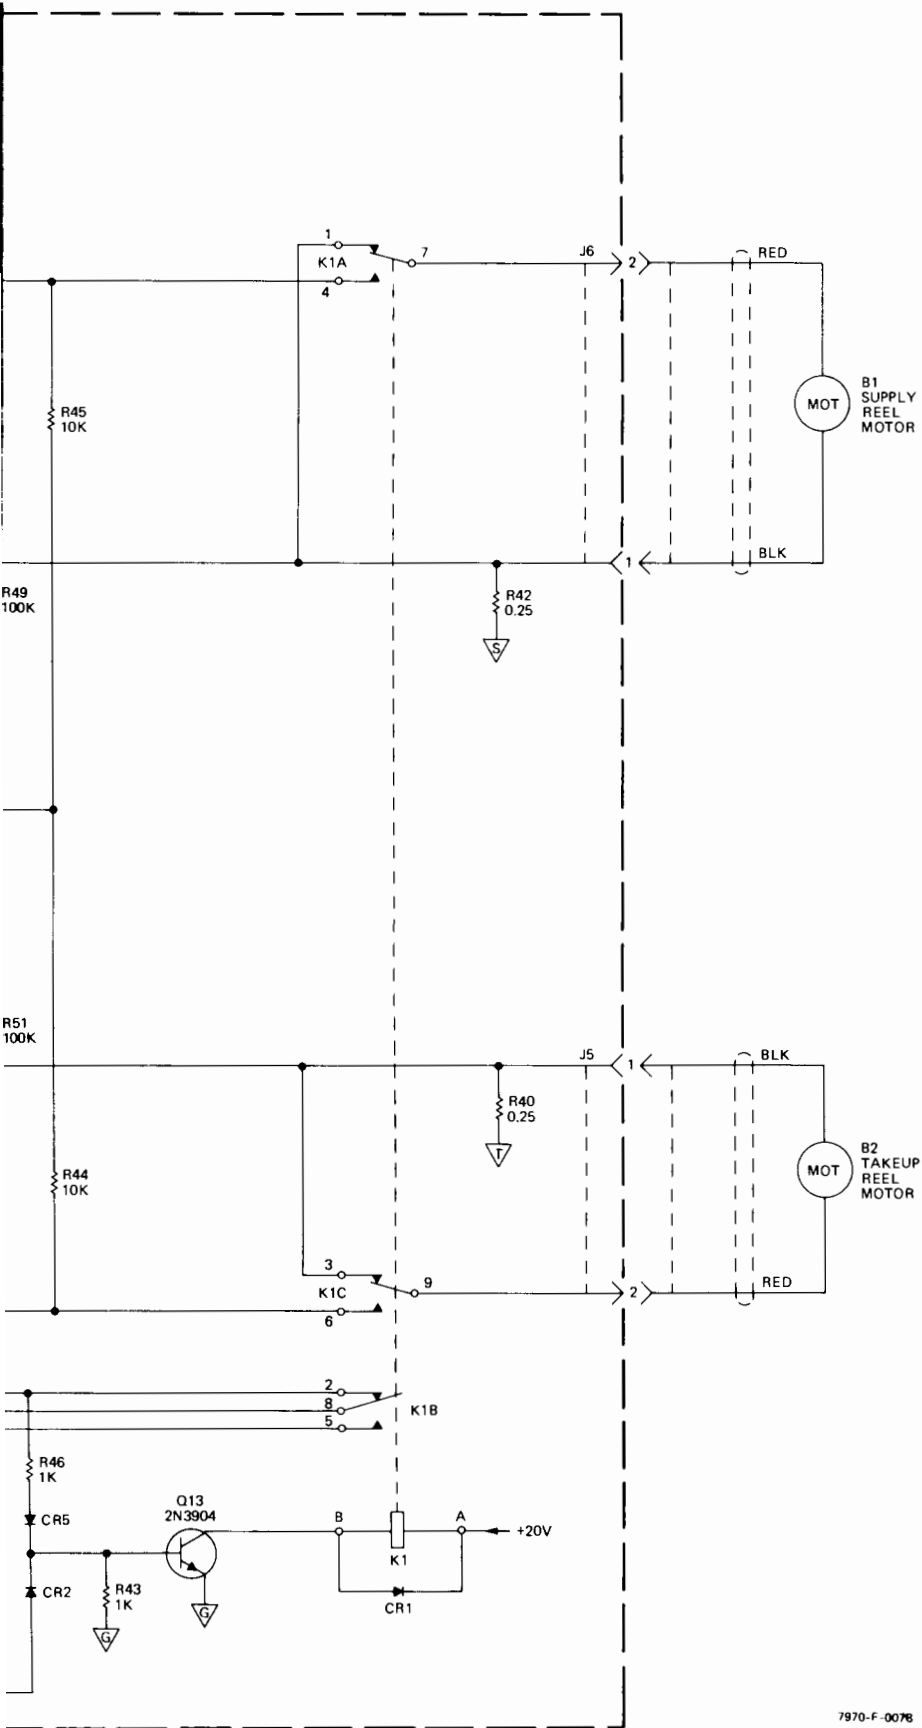 1
K1A
4
7
J6
2
RED
R45
10K
B1
SUPPLY
REEL
MOTOR
MOT
1
BLK
R49
100K
R42
0.25
S
R51
100K
J5
1
BLK
R40
0.25
T
R44
10K
B2
TAKEUP
REEL
MOTOR
MOT
3
K1C
6
9
2
RED
2
8
5
K1B
R46
1K
Q13
2N3904
CR5
B
A
+20V
K1
CR2
R43
1K
CR1
G
G
7970-F-007B